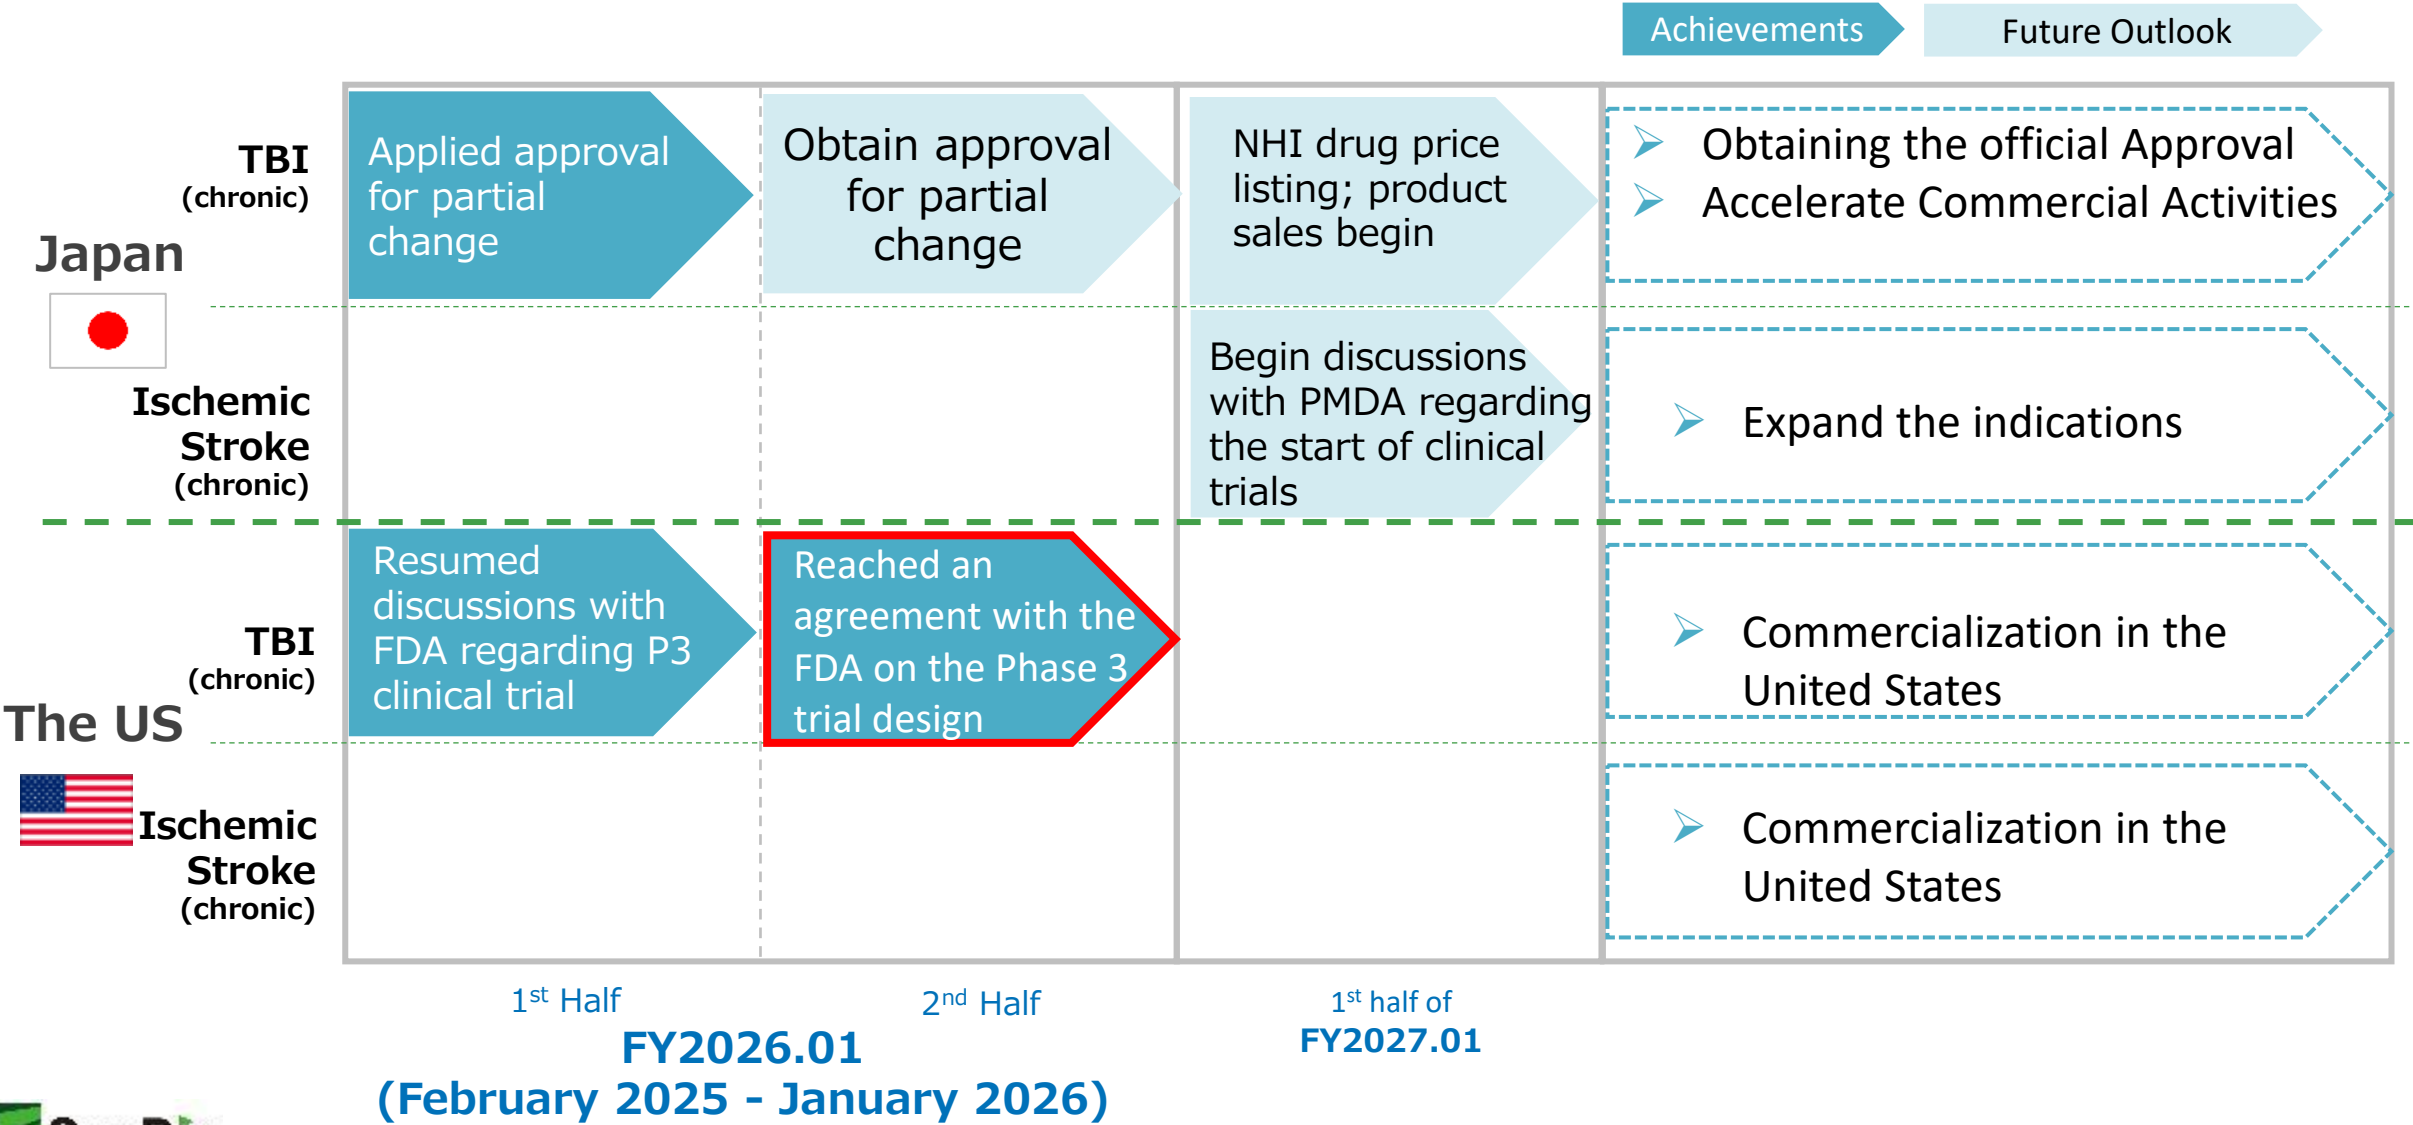 Achievements
Future Outlook
Japan
TBI
(chronic)
Applied approval
for partial
change
Obtain approval
for partial
change
NHI drug price
listing; product
sales begin
➢ Obtaining the official Approval
➢ Accelerate Commercial Activities
Ischemic
Stroke
(chronic)
Begin discussions
with PMDA regarding
the start of clinical
trials
➢ Expand the indications
The US
TBI
(chronic)
Resumed
discussions with
FDA regarding P3
clinical trial
Reached an
agreement with the
FDA on the Phase 3
trial design
➢ Commercialization in the
United States
Ischemic
Stroke
(chronic)
➢ Commercialization in the
United States
1st Half
2nd Half
FY2026.01
(February 2025 - January 2026)
1st half of
FY2027.01